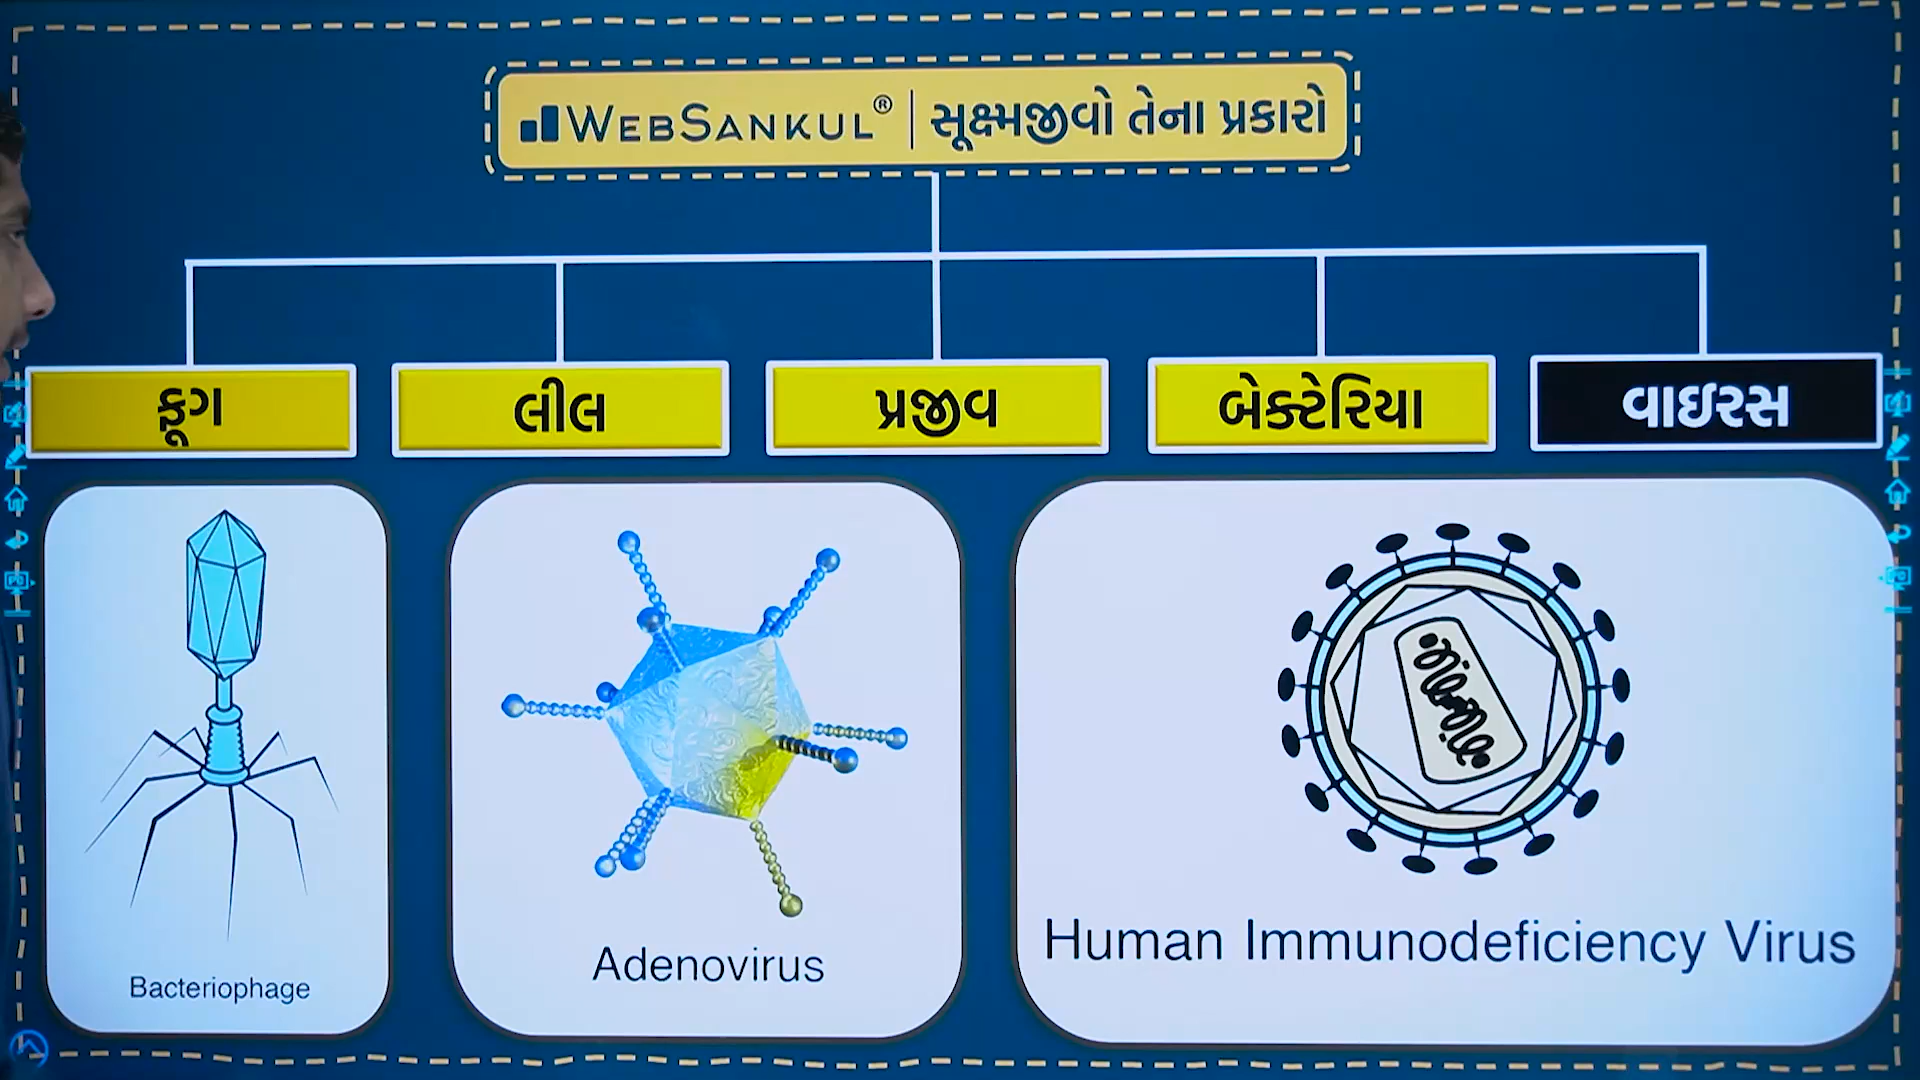 WEBSANKUL® | સૂક્ષ્મજીવો તેના પ્રકારો
ફૂગ
લીલ
પ્રજીવ
બેક્ટેરિયા
વાઇરસ
Bacteriophage
Adenovirus
Human Immunodeficiency Virus